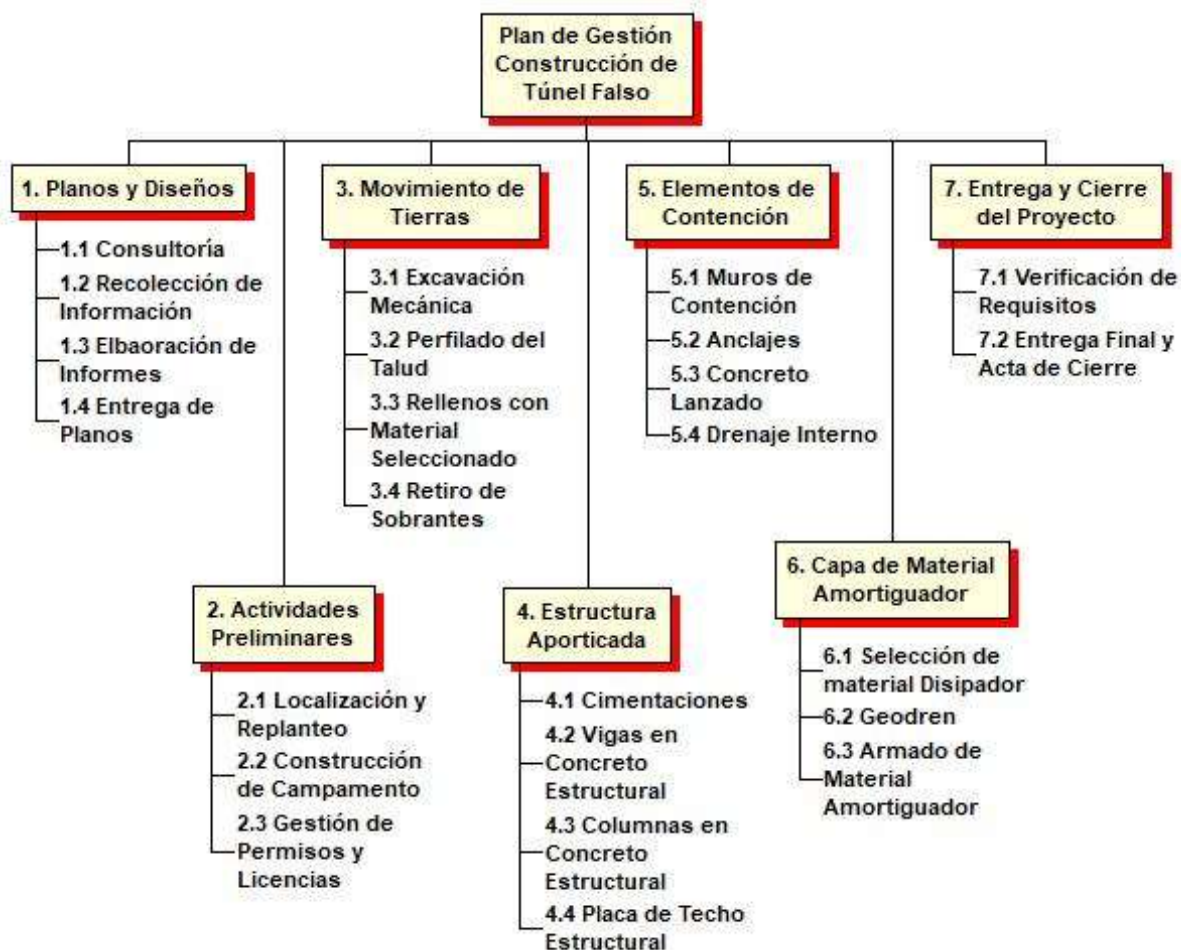 Plan de Gestión
Construcción de
Túnel Falso
1. Planos y Diseños
1.1 Consultoría
1.2 Recolección de
Información
1.3 Elbaoración de
Informes
1.4 Entrega de
Planos
2. Actividades
Preliminares
2.1 Localización y
Replanteo
2.2 Construcción
de Campamento
2.3 Gestión de
Permisos y
Licencias
3. Movimiento de
Tierras
3.1 Excavación
Mecánica
3.2 Perfilado del
Talud
3.3 Rellenos con
Material
Seleccionado
3.4 Retiro de
Sobrantes
4. Estructura
Aporticada
4.1 Cimentaciones
4.2 Vigas en
Concreto
Estructural
4.3 Columnas en
Concreto
Estructural
4.4 Placa de Techo
Estructural
5. Elementos de
Contención
5.1 Muros de
Contención
5.2 Anclajes
5.3 Concreto
Lanzado
5.4 Drenaje Interno
6. Capa de Material
Amortiguador
6.1 Selección de
material Disipador
6.2 Geodren
6.3 Armado de
Material
Amortiguador
7. Entrega y Cierre
del Proyecto
7.1 Verificación de
Requisitos
7.2 Entrega Final y
Acta de Cierre